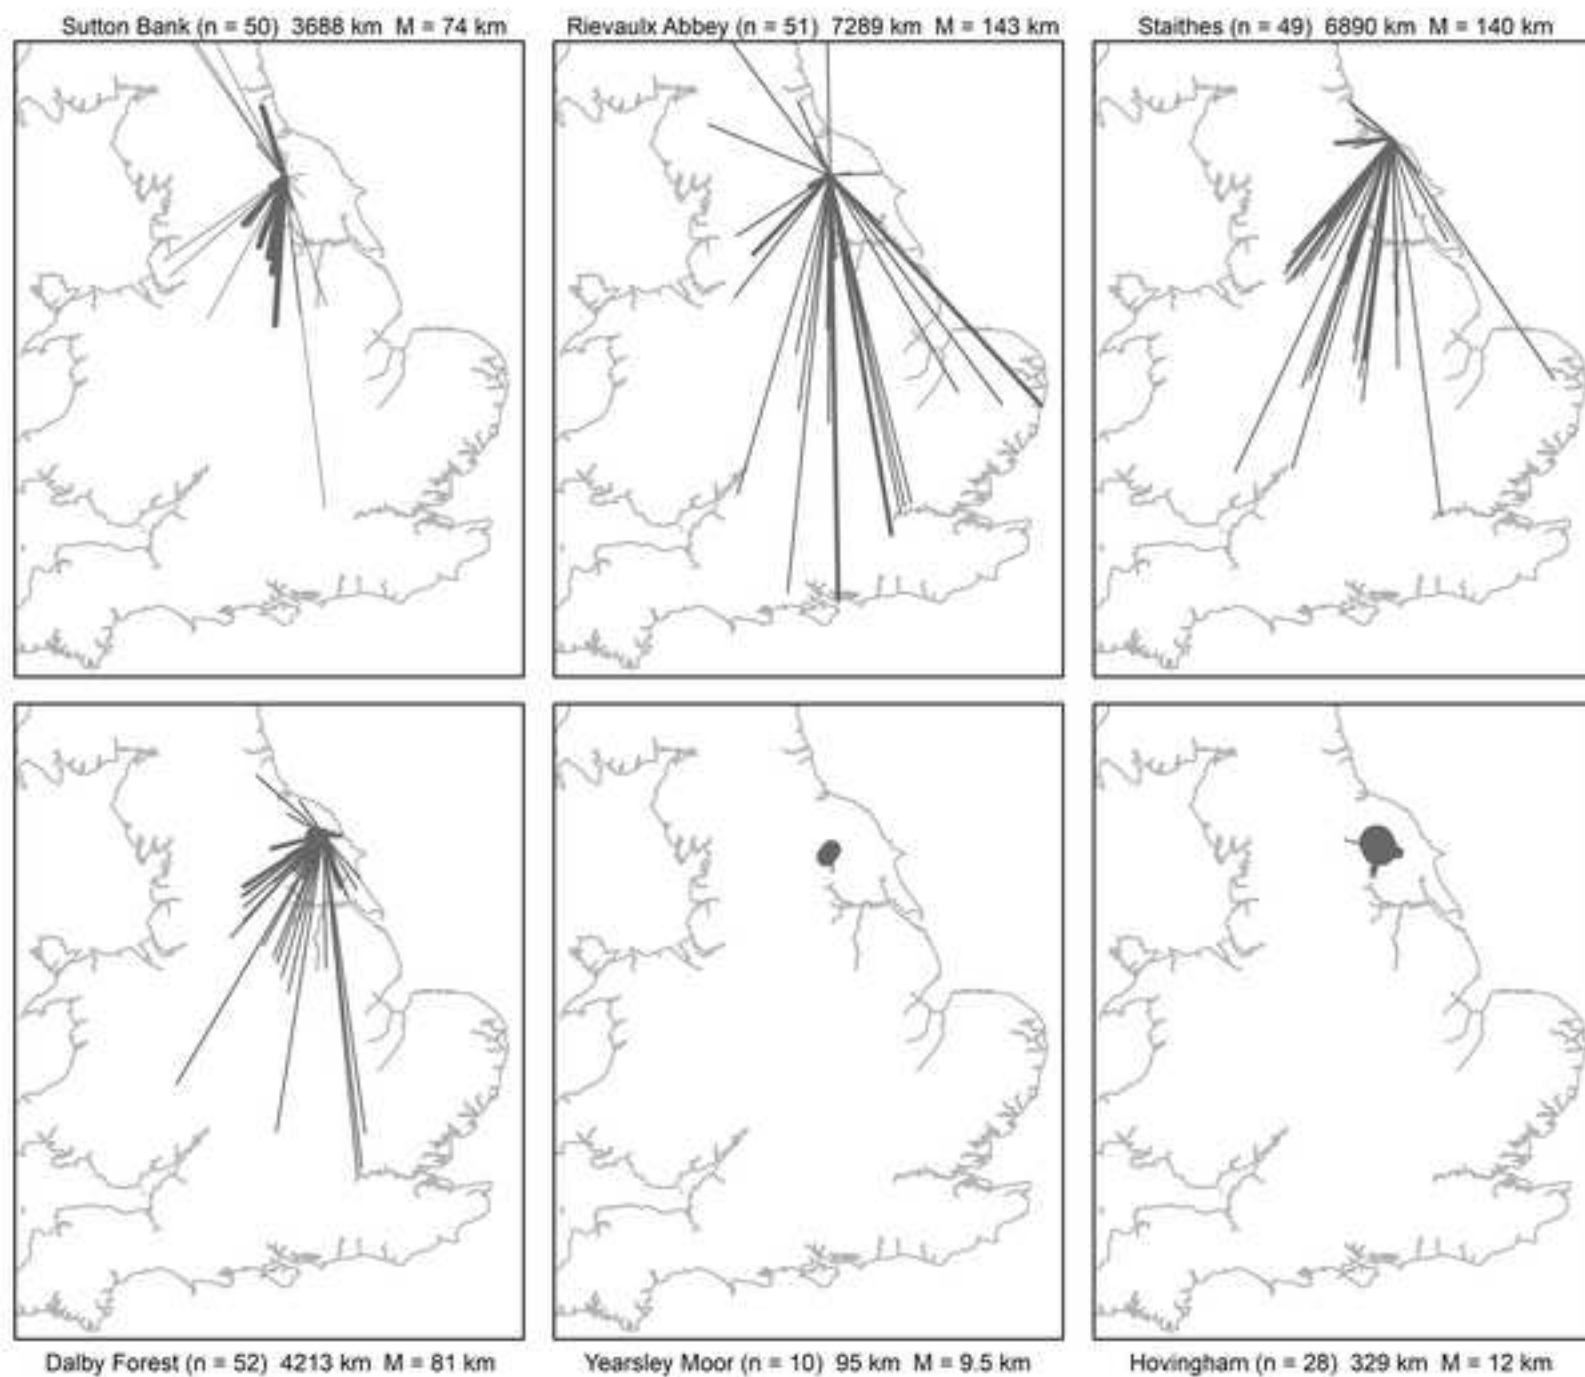 Sutton Bank (n = 50) 3688 km M = 74 km
Rievaulx Abbey (n = 51) 7289 km M = 143 km
Staithes (n = 49) 6890 km M = 140 km
Dalby Forest (n = 52) 4213 km M = 81 km
Yearsley Moor (n = 10) 95 km M = 9.5 km
Hovingham (n = 28) 329 km M = 12 km